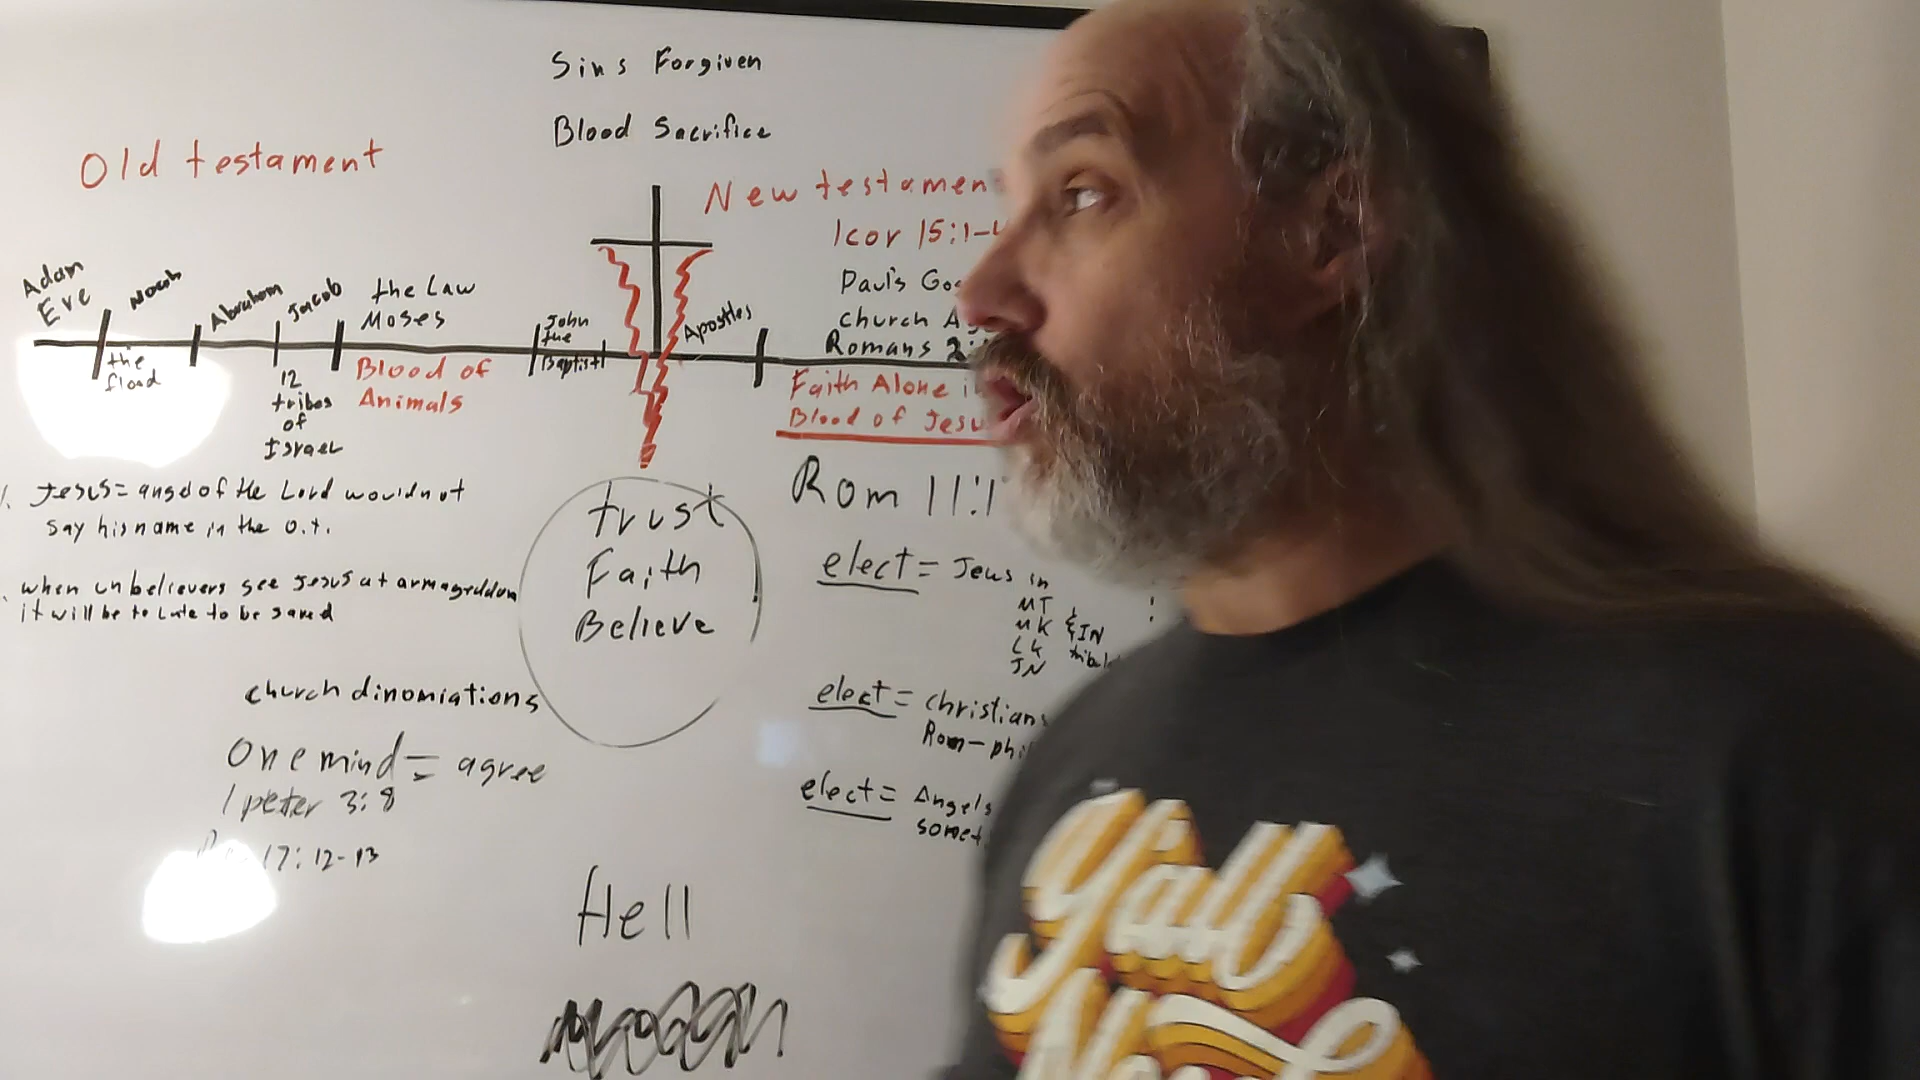 Sins Forgiven
Blood Sacrifice
Old testament
New testament
1cor 15:1-4
Paul's
church
Romans 2:
Adam
Eve
Noah
Abraham
Jacob
the Law
Moses
John
the
Baptist
Apostles
the
flood
12
tribes
of
Israel
Blood of
Animals
Faith Alone
Blood of Jesu
Rom 11:1
1. Jesus = angel of the Lord wouldnot
say his name in the O.T.
when unbelievers see Jesus at armageddon
it will be to late to be saved
trust
Faith
Believe
elect = Jews in
MT
MK & IN
LK
JN
elect = christians
Rom-phi
elect = Angels
church dinomiations
one mind = agree
1 peter 3:8
17:12-13
Hell
Y'all